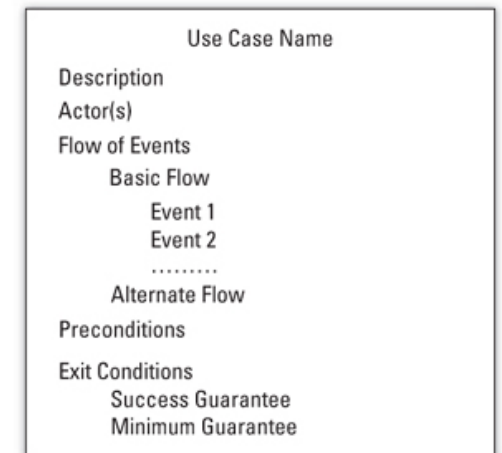 Use Case Name
Description
Actor(s)
Flow of Events
Basic Flow
Event 1
Event 2
.........
Alternate Flow
Preconditions
Exit Conditions
Success Guarantee
Minimum Guarantee